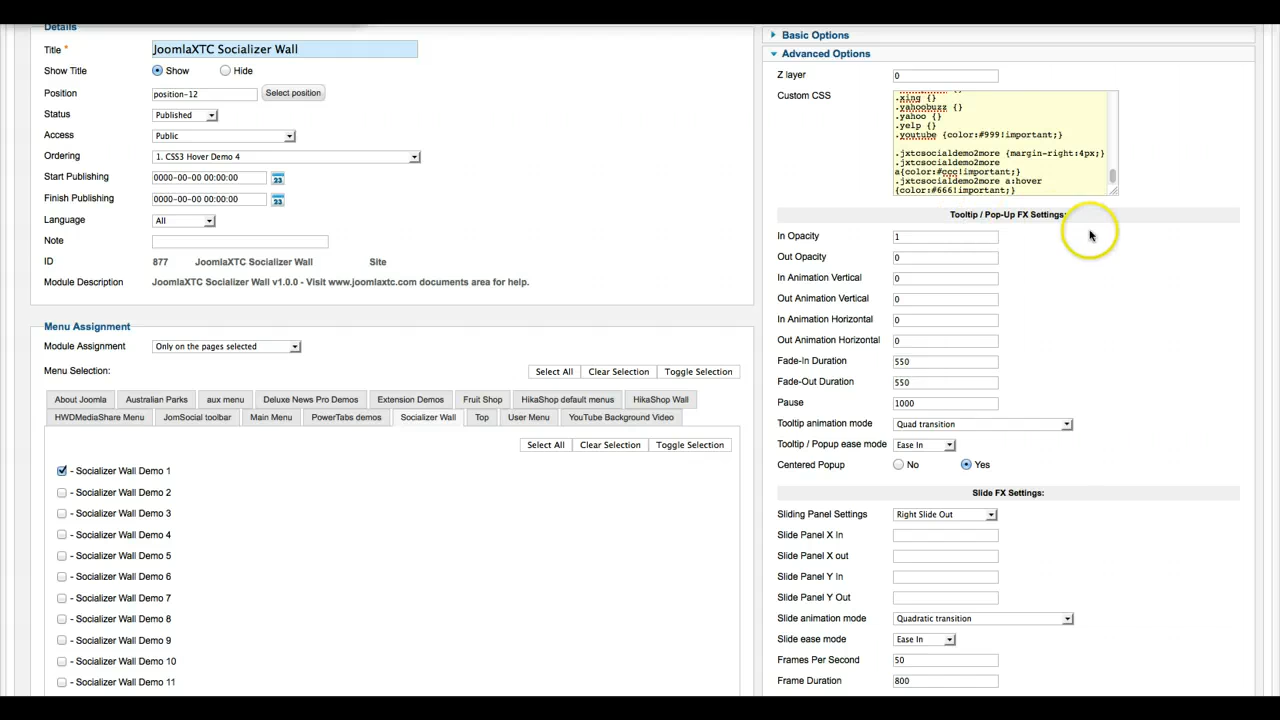 Details
Title *
JoomlaXTC Socializer Wall
Show Title
Show
Hide
Position
position-12
Select position
Status
Published
Access
Public
Ordering
1. CSS3 Hover Demo 4
Start Publishing
0000-00-00 00:00:00
23
Finish Publishing
0000-00-00 00:00:00
23
Language
All
Note
ID
877
JoomlaXTC Socializer Wall
Site
Module Description
JoomlaXTC Socializer Wall v1.0.0 - Visit www.joomlaxtc.com documents area for help.
Menu Assignment
Module Assignment
Only on the pages selected
Menu Selection:
Select All
Clear Selection
Toggle Selection
About Joomla
Australian Parks
aux menu
Deluxe News Pro Demos
Extension Demos
Fruit Shop
HikaShop default menus
HikaShop Wall
HWDMediaShare Menu
JomSocial toolbar
Main Menu
PowerTabs demos
Socializer Wall
Top
User Menu
YouTube Background Video
Select All
Clear Selection
Toggle Selection
- Socializer Wall Demo 1
- Socializer Wall Demo 2
- Socializer Wall Demo 3
- Socializer Wall Demo 4
- Socializer Wall Demo 5
- Socializer Wall Demo 6
- Socializer Wall Demo 7
- Socializer Wall Demo 8
- Socializer Wall Demo 9
- Socializer Wall Demo 10
- Socializer Wall Demo 11
Basic Options
Advanced Options
Z layer
0
Custom CSS
.xing {}
.yahoobuzz {}
.yahoo {}
.yelp {}
.youtube {color:#999!important;}
.jxtcsocialdemo2more {margin-right:4px;}
.jxtcsocialdemo2more
a{color:#ccc!important;}
.jxtcsocialdemo2more a:hover
{color:#666!important;}
Tooltip / Pop-Up FX Settings:
In Opacity
1
Out Opacity
0
In Animation Vertical
0
Out Animation Vertical
0
In Animation Horizontal
0
Out Animation Horizontal
0
Fade-In Duration
550
Fade-Out Duration
550
Pause
1000
Tooltip animation mode
Quad transition
Tooltip / Popup ease mode
Ease In
Centered Popup
No
Yes
Slide FX Settings:
Sliding Panel Settings
Right Slide Out
Slide Panel X In
Slide Panel X out
Slide Panel Y In
Slide Panel Y Out
Slide animation mode
Quadratic transition
Slide ease mode
Ease In
Frames Per Second
50
Frame Duration
800